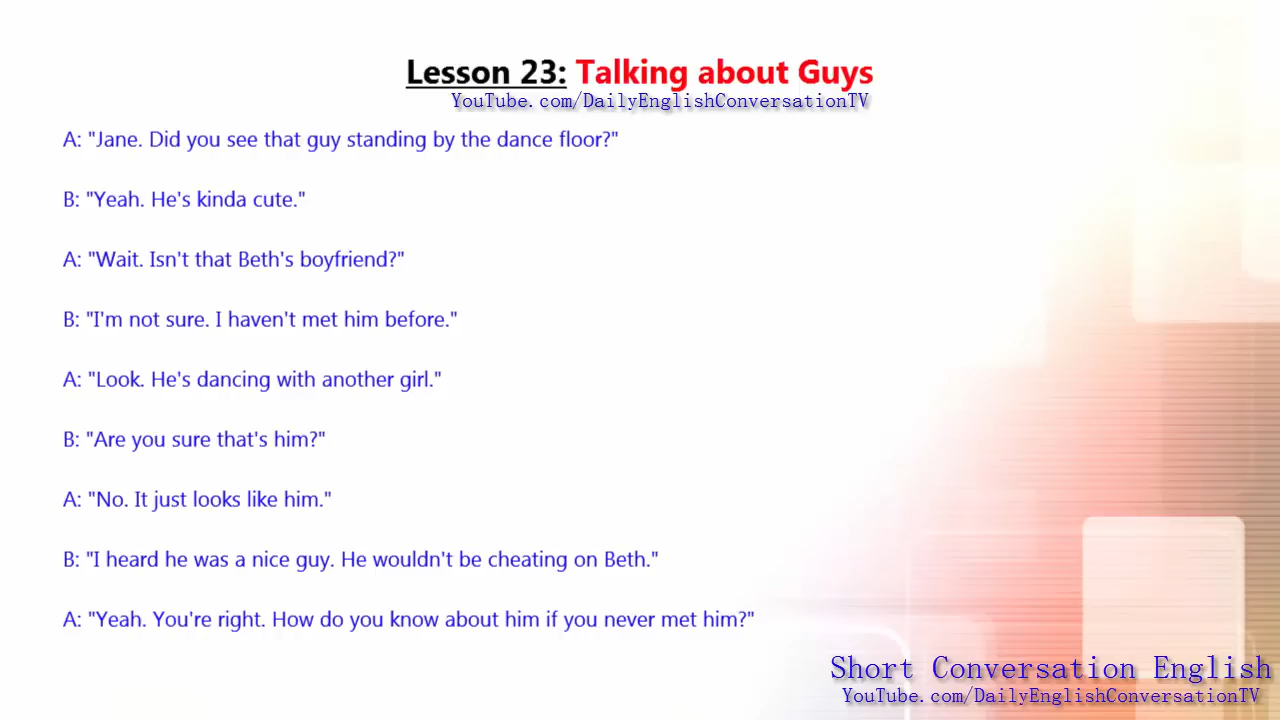 Lesson 23: Talking about Guys
YouTube.com/DailyEnglishConversationTV
A: "Jane. Did you see that guy standing by the dance floor?"
B: "Yeah. He's kinda cute."
A: "Wait. Isn't that Beth's boyfriend?"
B: "I'm not sure. I haven't met him before."
A: "Look. He's dancing with another girl."
B: "Are you sure that's him?"
A: "No. It just looks like him."
B: "I heard he was a nice guy. He wouldn't be cheating on Beth."
A: "Yeah. You're right. How do you know about him if you never met him?"
Short Conversation English
YouTube.com/DailyEnglishConversationTV